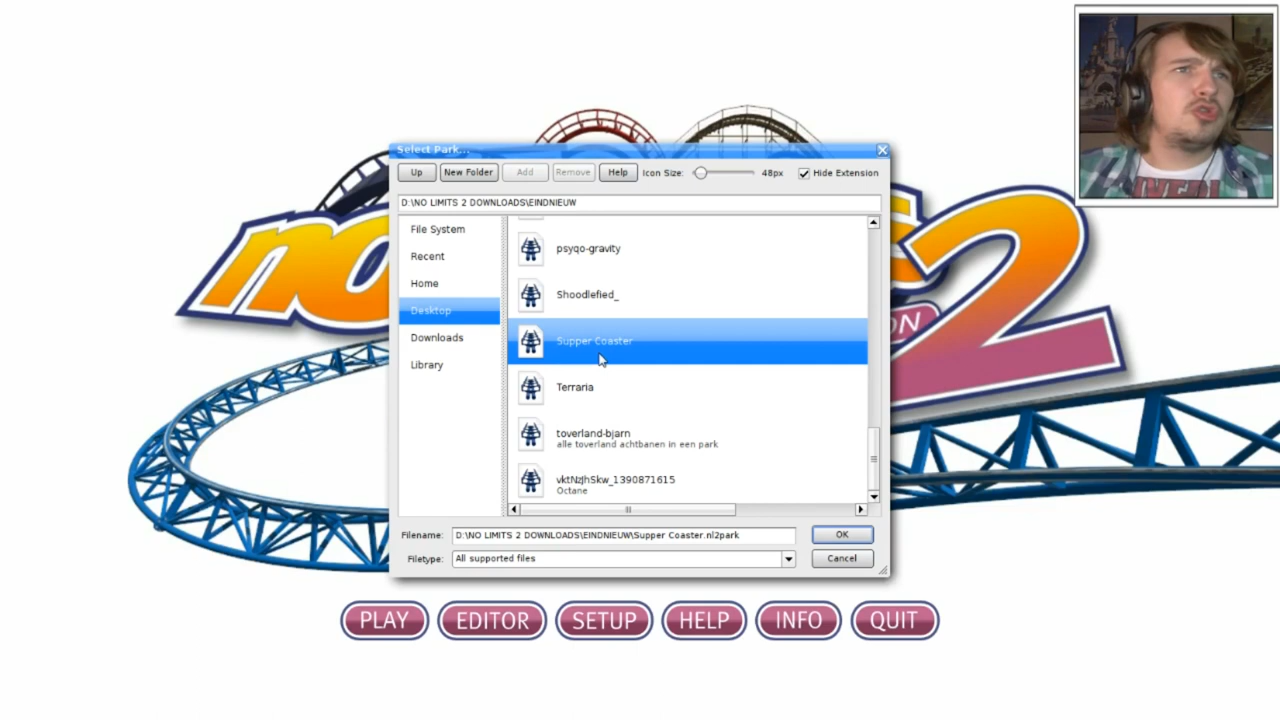 Select Park...
Up
New Folder
Add
Remove
Help
Icon Size:
48px
Hide Extension
D:\NO LIMITS 2 DOWNLOADS\EINDNIEUW
File System
Recent
Home
Desktop
Downloads
Library
psyqo-gravity
Shoodlefied_
Supper Coaster
Terraria
toverland-bjarn
alle toverland achtbanen in een park
vktNzJhSkw_1390871615
Octane
Filename:
D:\NO LIMITS 2 DOWNLOADS\EINDNIEUW\Supper Coaster.nl2park
OK
Filetype:
All supported files
Cancel
no
2
ON
PLAY
EDITOR
SETUP
HELP
INFO
QUIT